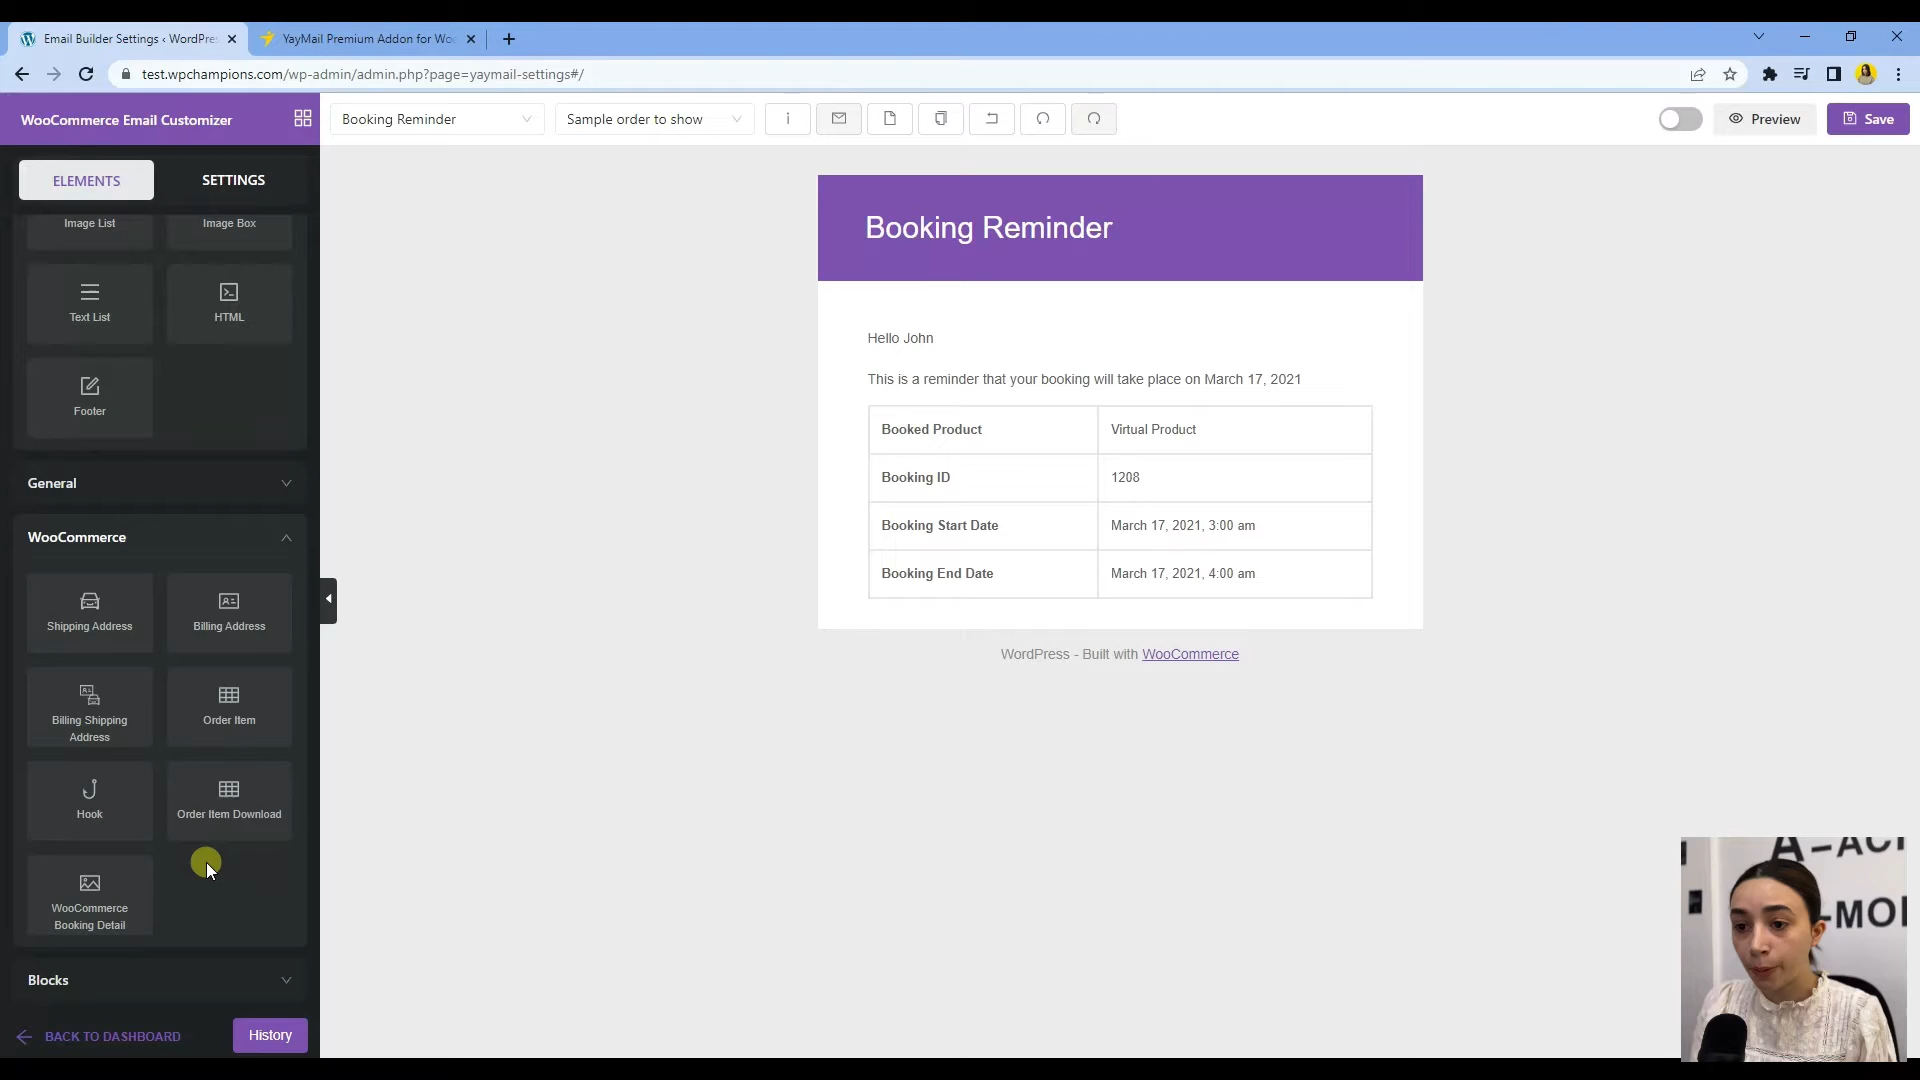 Email Builder Settings ‹ WordPre
YayMail Premium Addon for Wo
test.wpchampions.com/wp-admin/admin.php?page=yaymail-settings#/
WooCommerce Email Customizer
Booking Reminder
Sample order to show
i
Preview
Save
ELEMENTS
SETTINGS
Image List
Image Box
Text List
HTML
Footer
General
WooCommerce
Shipping Address
Billing Address
Billing Shipping
Address
Order Item
Hook
Order Item Download
WooCommerce
Booking Detail
Blocks
BACK TO DASHBOARD
History
Booking Reminder
Hello John
This is a reminder that your booking will take place on March 17, 2021
Booked Product
Virtual Product
Booking ID
1208
Booking Start Date
March 17, 2021, 3:00 am
Booking End Date
March 17, 2021, 4:00 am
WordPress - Built with WooCommerce